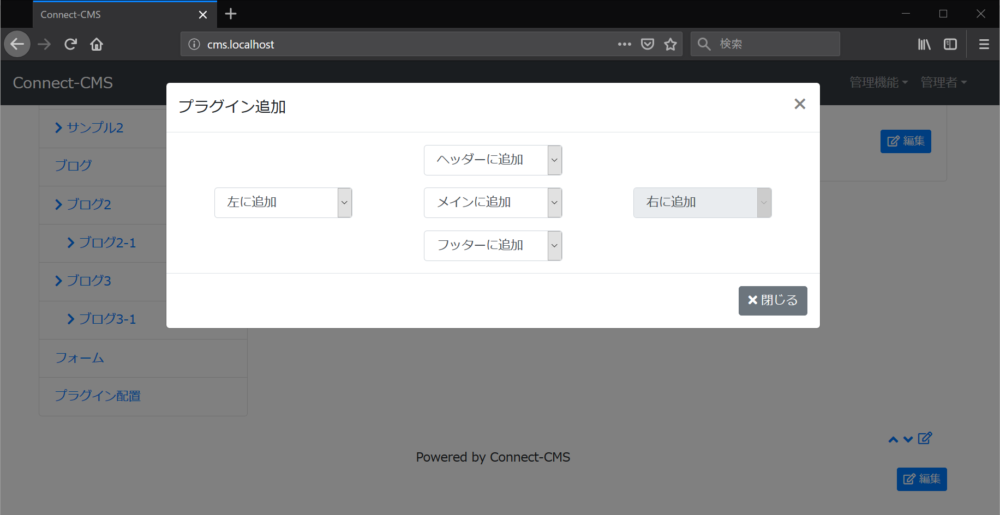 Connect-CMS
cms.localhost
検索
Connect-CMS
管理機能
管理者
プラグイン追加
サンプル2
編集
ブログ
ヘッダーに追加
ブログ2
左に追加
メインに追加
右に追加
ブログ2-1
フッターに追加
ブログ3
閉じる
ブログ3-1
フォーム
プラグイン配置
Powered by Connect-CMS
編集